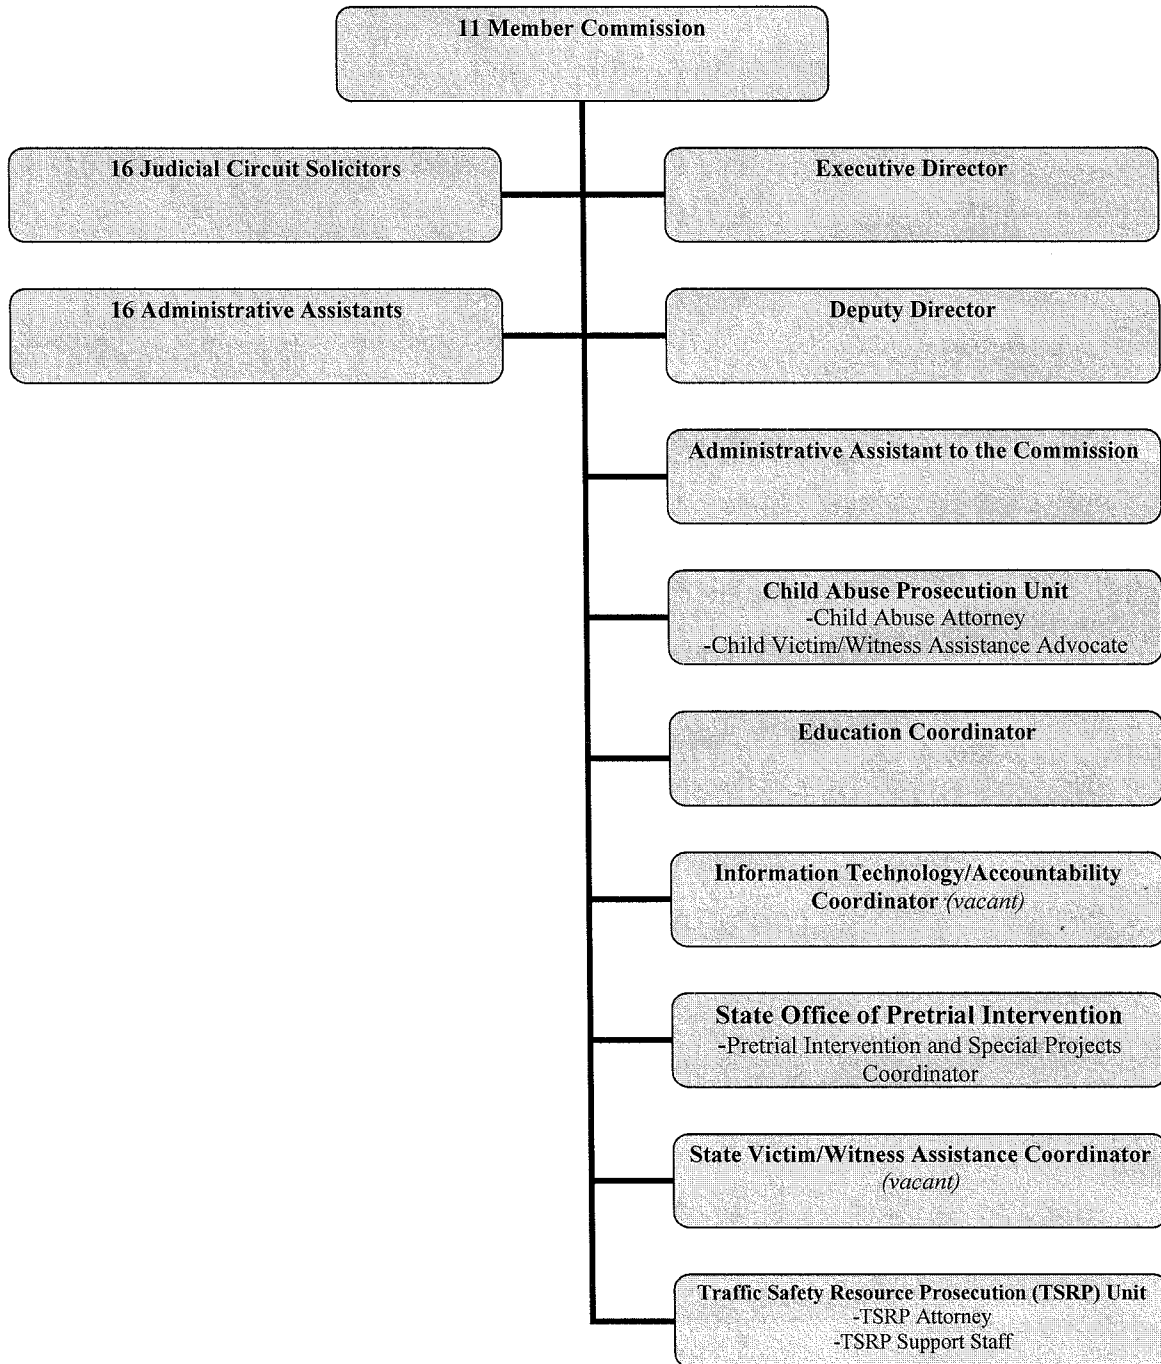 11 Member Commission
16 Judicial Circuit Solicitors
Executive Director
16 Administrative Assistants
Deputy Director
Administrative Assistant to the Commission
Child Abuse Prosecution Unit
-Child Abuse Attorney
-Child Victim/Witness Assistance Advocate
Education Coordinator
Information Technology/Accountability
Coordinator (vacant)
State Office of Pretrial Intervention
-Pretrial Intervention and Special Projects
Coordinator
State Victim/Witness Assistance Coordinator
(vacant)
Traffic Safety Resource Prosecution (TSRP) Unit
-TSRP Attorney
-TSRP Support Staff